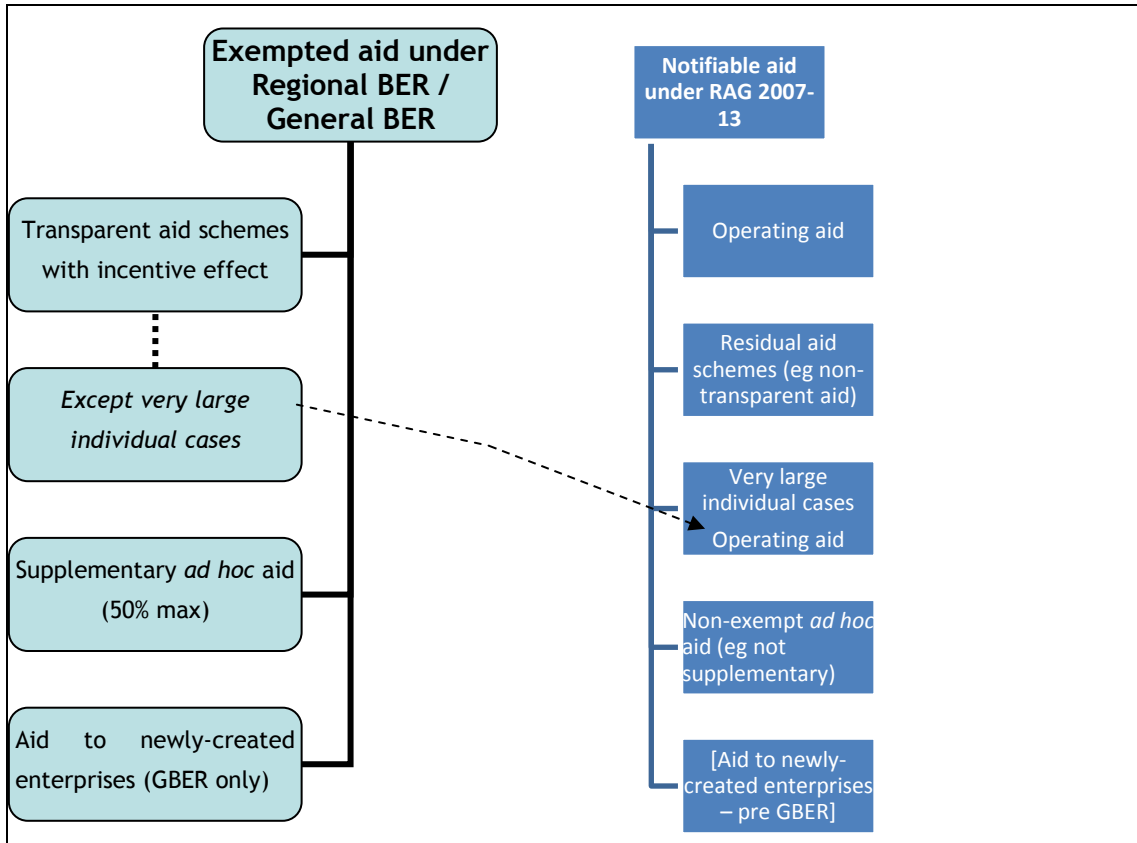 Exempted aid under
Regional BER /
General BER
Transparent aid schemes
with incentive effect
Except very large
individual cases
Supplementary ad hoc aid
(50% max)
Aid to newly-created
enterprises (GBER only)
Notifiable aid
under RAG 2007-
13
Operating aid
Residual aid
schemes (eg non-
transparent aid)
Very large
individual cases
Operating aid
Non-exempt ad hoc
aid (eg not
supplementary)
[Aid to newly-
created enterprises
– pre GBER]